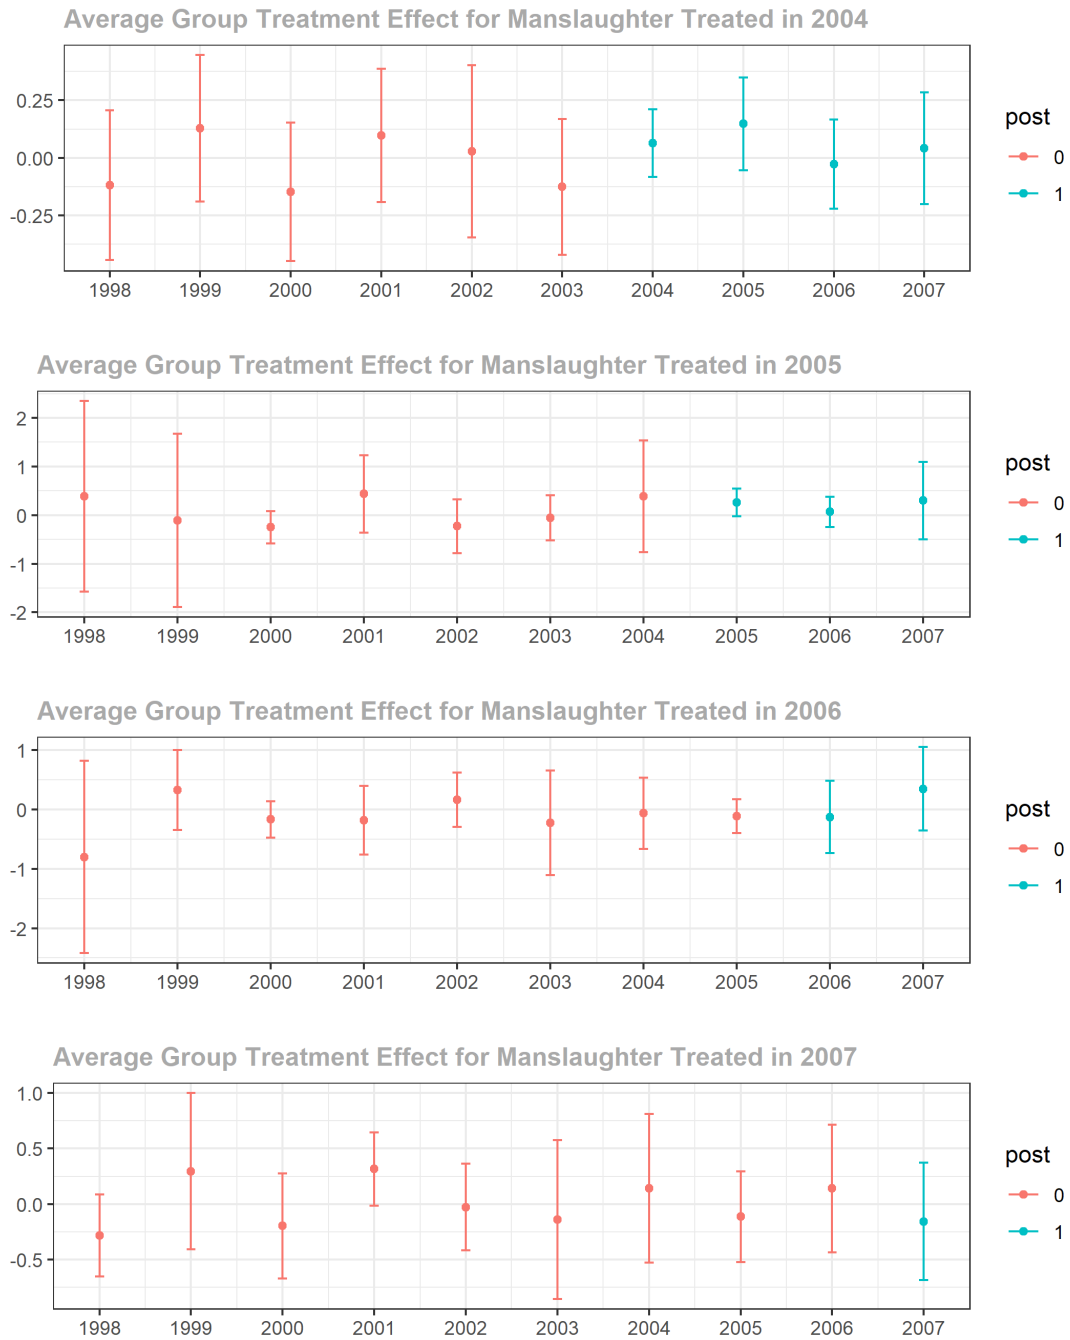 Average Group Treatment Effect for Manslaughter Treated in 2004
0.25
0.00
-0.25
1998 1999 2000 2001 2002 2003 2004 2005 2006 2007
post
0
1
Average Group Treatment Effect for Manslaughter Treated in 2005
2
1
0
-1
-2
1998 1999 2000 2001 2002 2003 2004 2005 2006 2007
post
0
1
Average Group Treatment Effect for Manslaughter Treated in 2006
1
0
-1
-2
1998 1999 2000 2001 2002 2003 2004 2005 2006 2007
post
0
1
Average Group Treatment Effect for Manslaughter Treated in 2007
1.0
0.5
0.0
-0.5
1998 1999 2000 2001 2002 2003 2004 2005 2006 2007
post
0
1